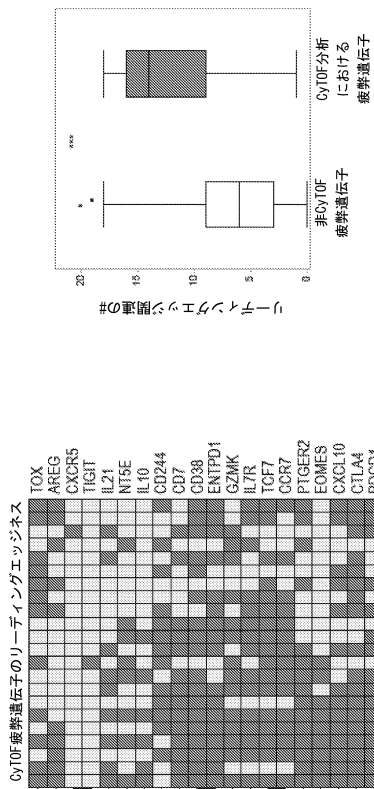 CyTOF疲弊遺伝子のリーディングエッジジネス
TOX
AREG
CXCR5
TIGIT
IL21
NT5E
IL10
CD244
CD7
CD38
ENTPD1
GZMK
IL7R
TCF7
CCR7
PTGER2
EOMES
CXCL10
CTLA4
PDCD1
リーディングエッジ関連の#
20
15
10
5
0
***
*
*
非CyTOF
疲弊遺伝子
CyTOF分析
における
疲弊遺伝子